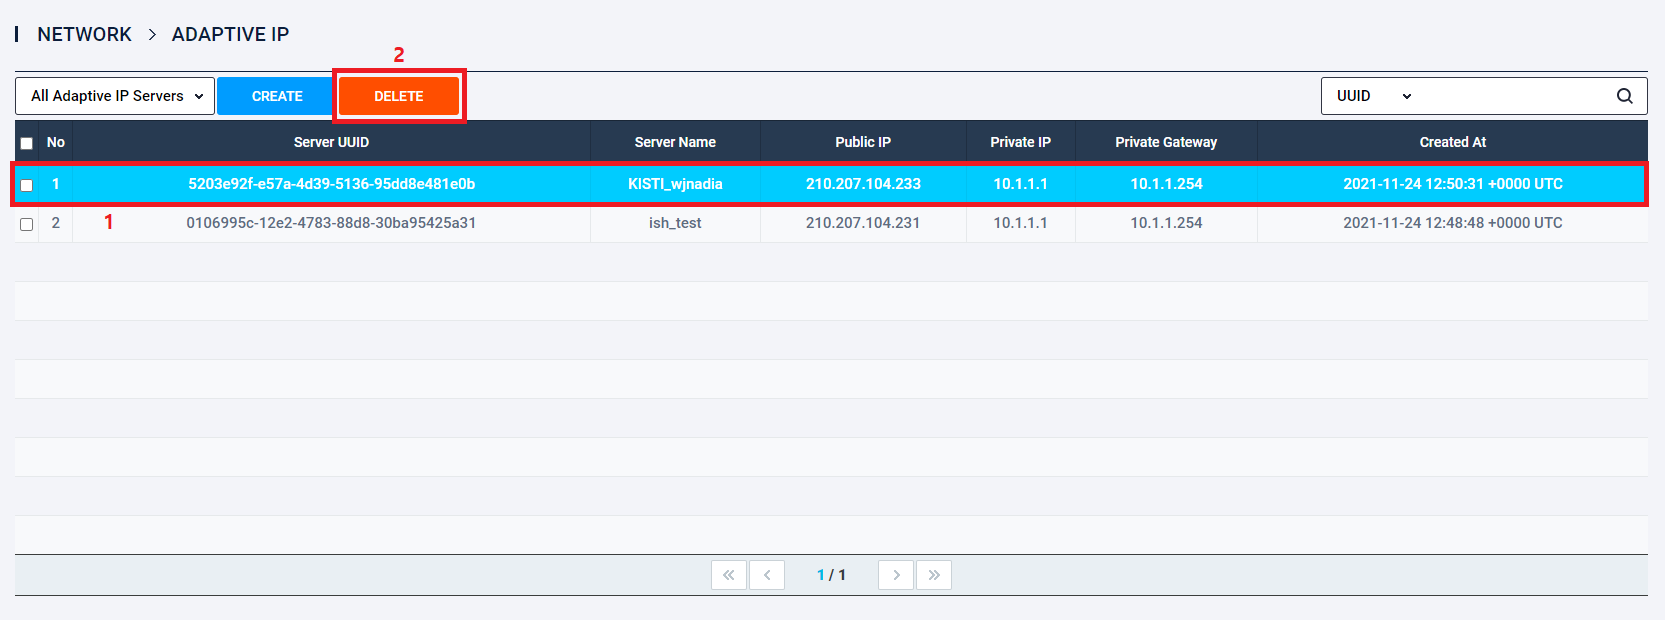 NETWORK > ADAPTIVE IP
2
All Adaptive IP Servers CREATE DELETE UUID
No Server UUID Server Name Public IP Private IP Private Gateway Created At
1 5203e92f-e57a-4d39-5136-95dd8e481e0b KISTI_wjnadia 210.207.104.233 10.1.1.1 10.1.1.254 2021-11-24 12:50:31 +0000 UTC
2 1 0106995c-12e2-4783-88d8-30ba95425a31 ish_test 210.207.104.231 10.1.1.1 10.1.1.254 2021-11-24 12:48:48 +0000 UTC
« ‹ 1 / 1 › »